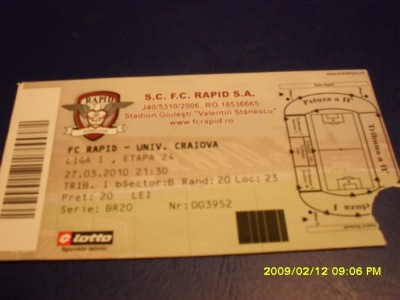 S.C. F.C. RAPID S.A.
J40/5310/2006, RO 18536665
Stadion Giulești "Valentin Stănescu"
www.fcrapid.ro
RAPID
FC RAPID - UNIV. CRAIOVA
LIGA I , ETAPA 24
27.03.2010 21:30
TRIB. I bSector:B Rand:20 Loc:23
Pret: 20 LEI
Serie: BR20 Nr:003952
lotto
Peluza a II
Tribuna a II
luza I
2009/02/12 09:06 PM